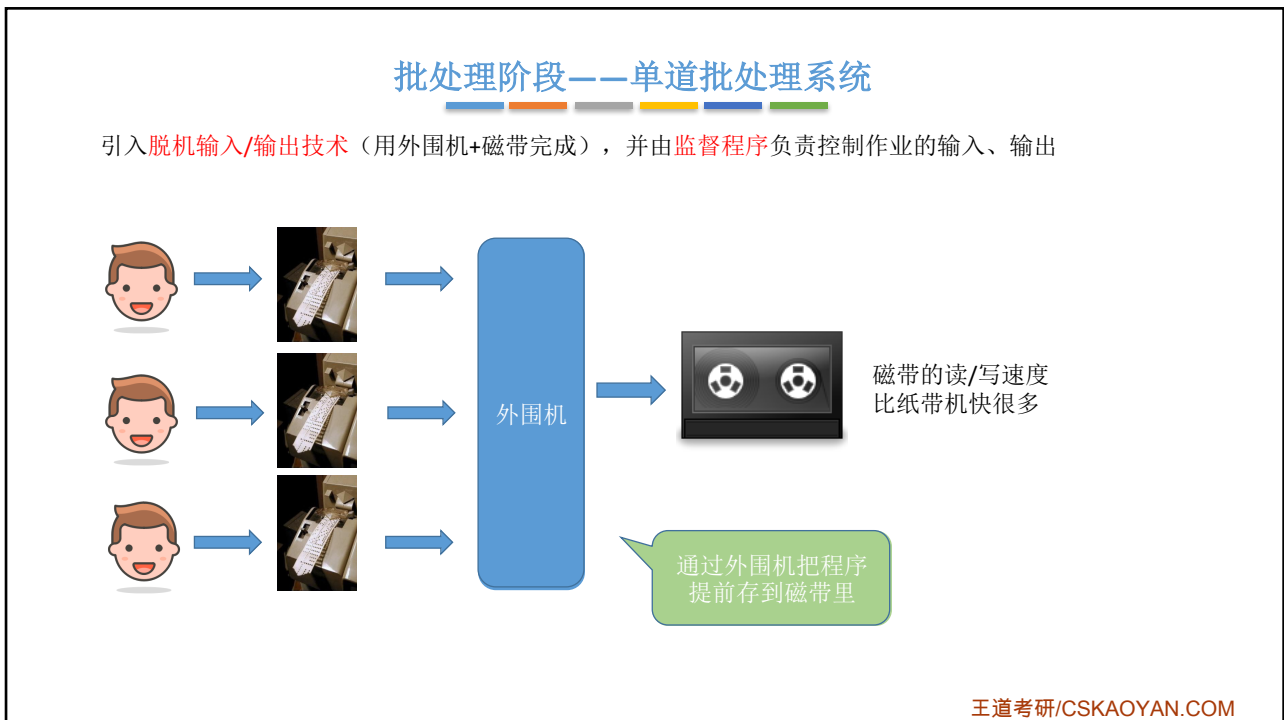 批处理阶段——单道批处理系统
引入脱机输入/输出技术（用外围机+磁带完成），并由监督程序负责控制作业的输入、输出
外围机
磁带的读/写速度
比纸带机快很多
通过外围机把程序
提前存到磁带里
王道考研/CSKAOYAN.COM